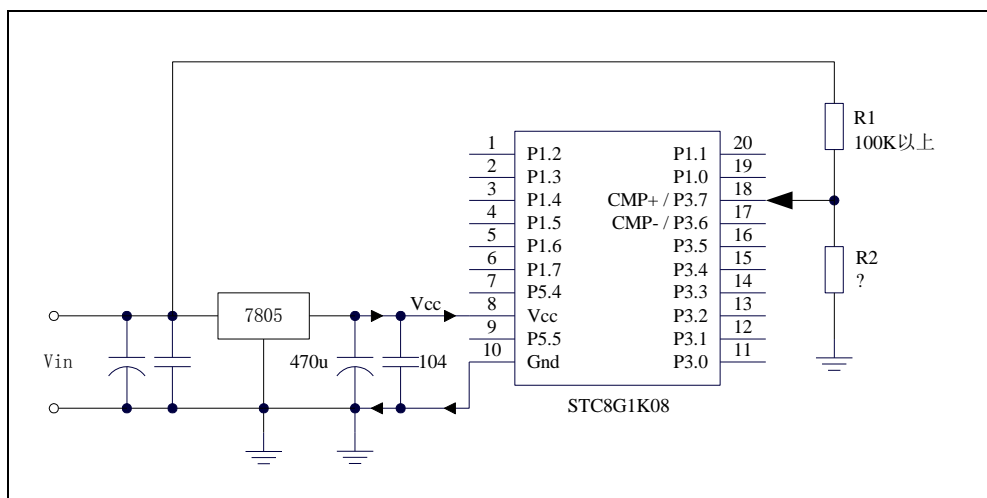 R1
100K以上
1 P1.2 P1.1 20
2 P1.3 P1.0 19
3 P1.4 CMP+ / P3.7 18
4 P1.5 CMP- / P3.6 17
5 P1.6 P3.5 16
6 P1.7 P3.4 15
7 P5.4 P3.3 14
8 Vcc P3.2 13
9 P5.5 P3.1 12
10 Gnd P3.0 11
R2
?
7805
Vcc
Vin
470u
104
STC8G1K08